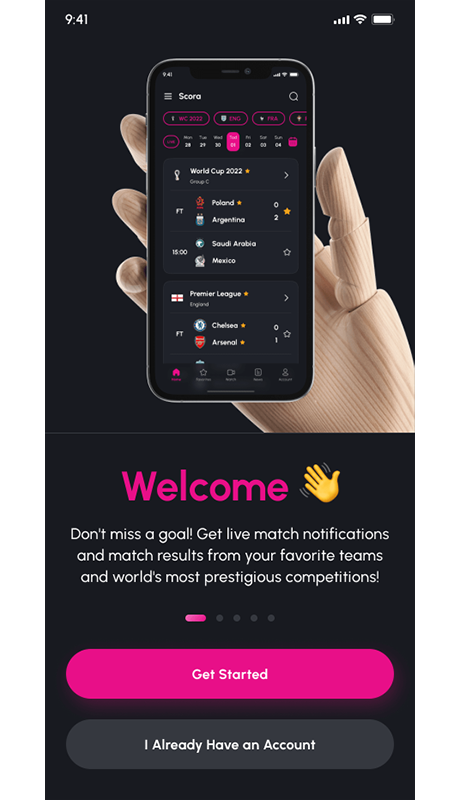 9:41
9:41
Scora
WC 2022 ENG FRA
LIVE Mon Tue Wed Thu Fri Sat Sun
28 29 30 01 02 03 04
World Cup 2022
Group C
Poland 0
FT
Argentina 2
Saudi Arabia
15:00
Mexico
Premier League
England
Chelsea 0
FT
Arsenal 1
Home Favorites Watch News Account
Welcome 👋
Don't miss a goal! Get live match notifications
and match results from your favorite teams
and world's most prestigious competitions!
Get Started
I Already Have an Account